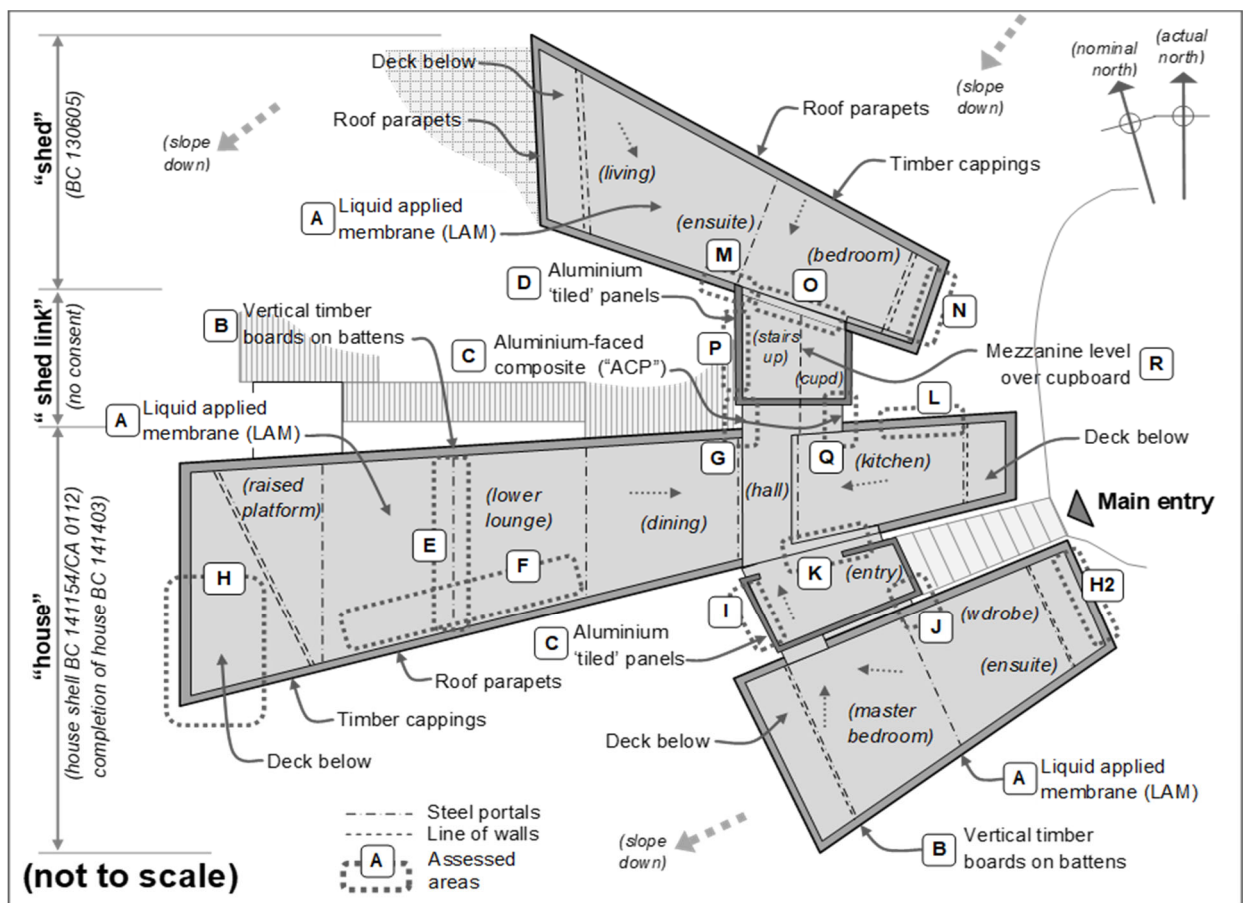 Deck below
Roof parapets
(slope
down)
(slope
down)
(nominal
north)
(actual
north)
Roof parapets
Timber cappings
"shed"
(BC 130605)
(living)
A
Liquid applied
membrane (LAM)
(ensuite)
(bedroom)
M
O
N
D
Aluminium
'tiled' panels
B
Vertical timber
boards on battens
C
Aluminium-faced
composite ("ACP")
P
(stairs
up)
(cupd)
Mezzanine level
over cupboard
R
"shed link"
(no consent)
A
Liquid applied
membrane (LAM)
L
G
Q
(kitchen)
Deck below
(raised
platform)
(lower
lounge)
(dining)
(hall)
Main entry
E
F
H
K
(entry)
I
J
H2
(wdrobe)
(ensuite)
C
Aluminium
'tiled' panels
Roof parapets
Timber cappings
Deck below
(master
bedroom)
Deck below
A
Liquid applied
membrane (LAM)
B
Vertical timber
boards on battens
"house"
(house shell BC 141154/CA 0112)
completion of house BC 141403)
(slope
down)
Steel portals
Line of walls
A
Assessed
areas
(not to scale)